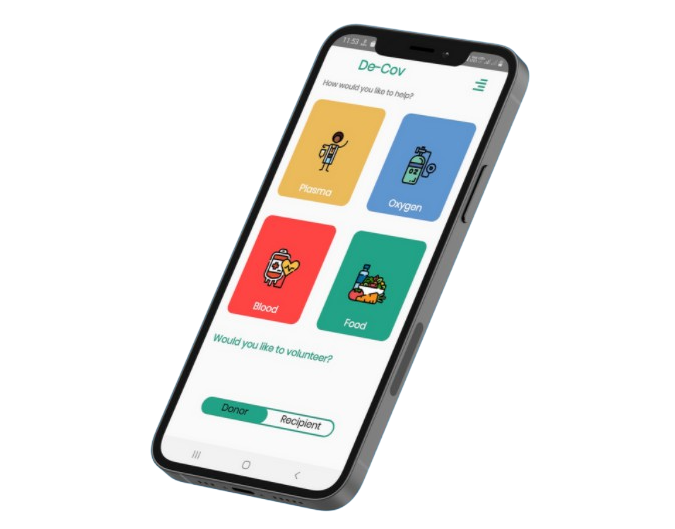 11:53
De-Cov
How would you like to help?
Plasma
O2
Oxygen
Blood
Food
Would you like to volunteer?
Donor
Recipient